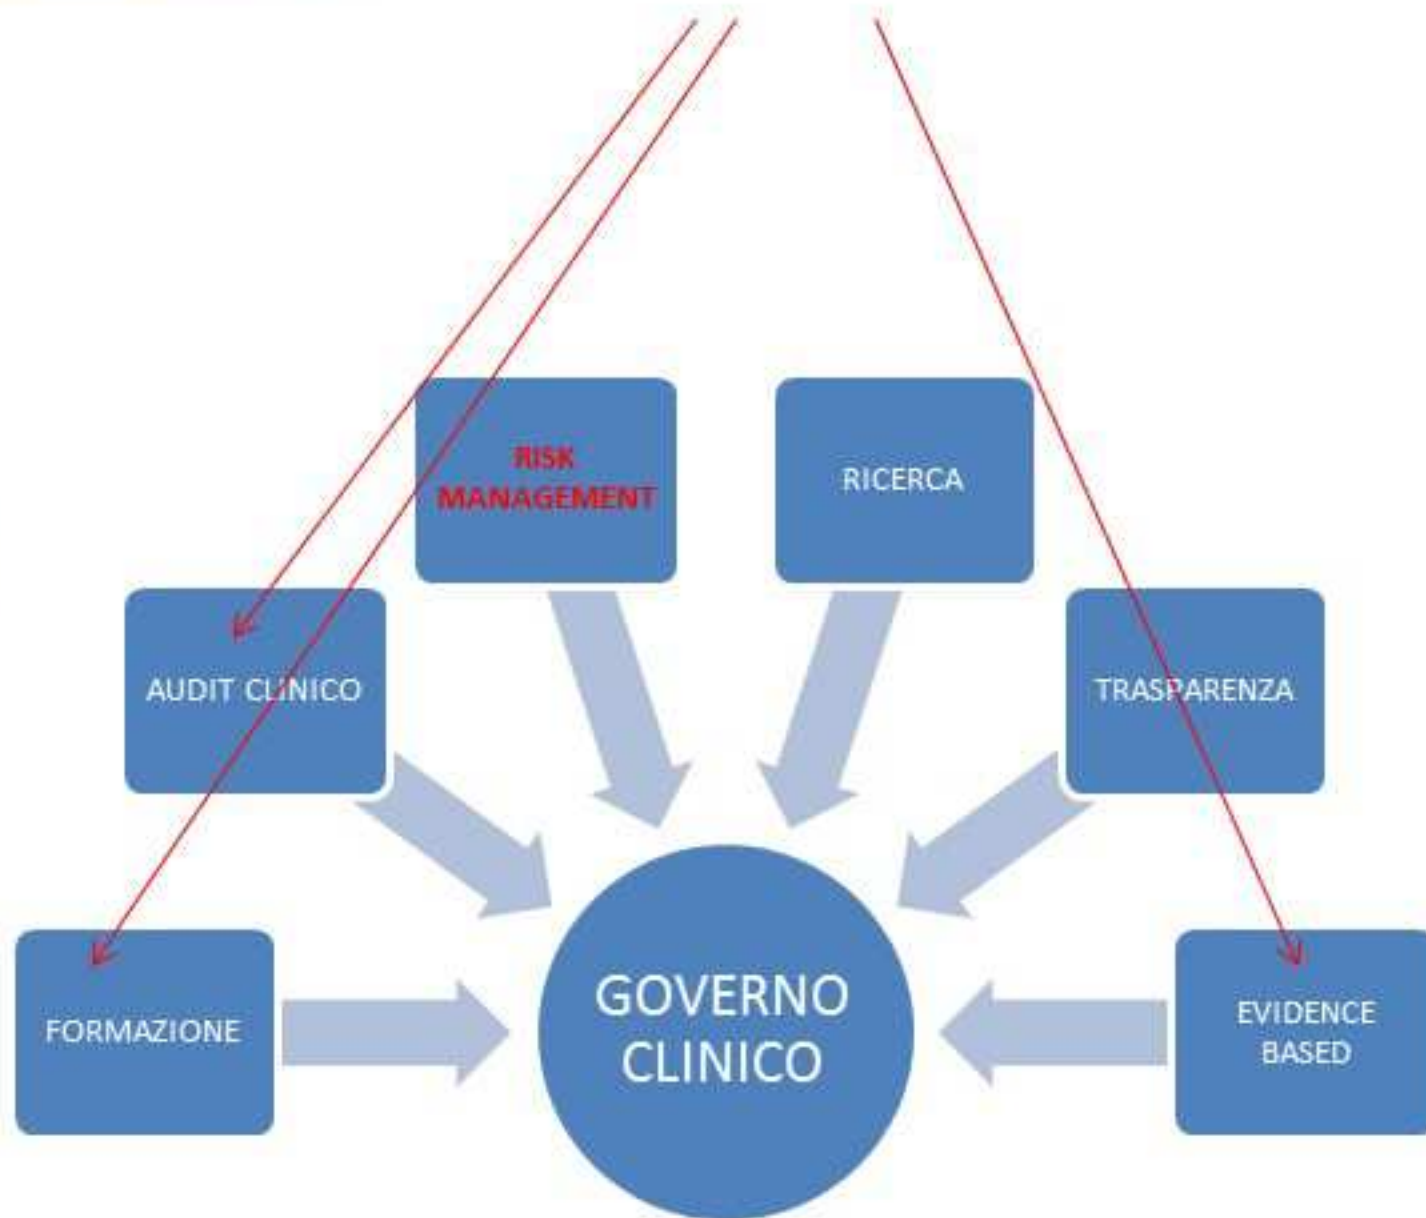 RISK
MANAGEMENT
RICERCA
AUDIT CLINICO
TRASPARENZA
FORMAZIONE
GOVERNO
CLINICO
EVIDENCE
BASED